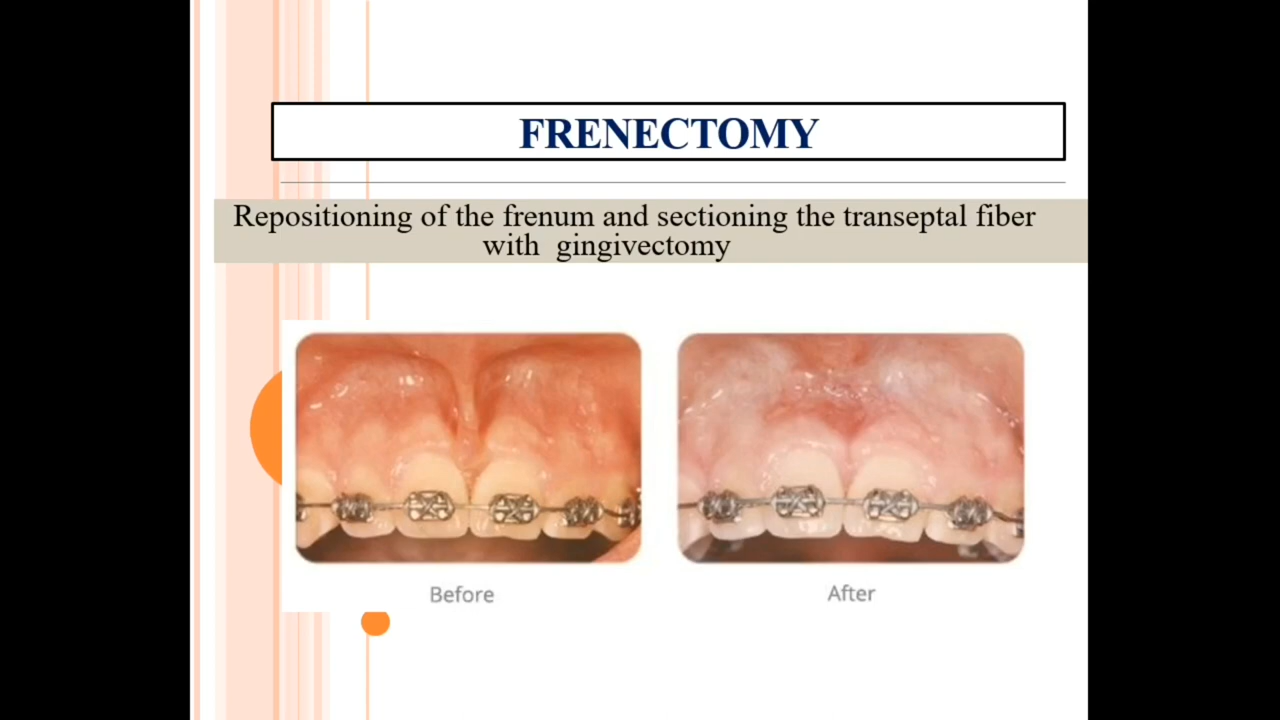 FRENECTOMY
Repositioning of the frenum and sectioning the transeptal fiber
with gingivectomy
Before
After